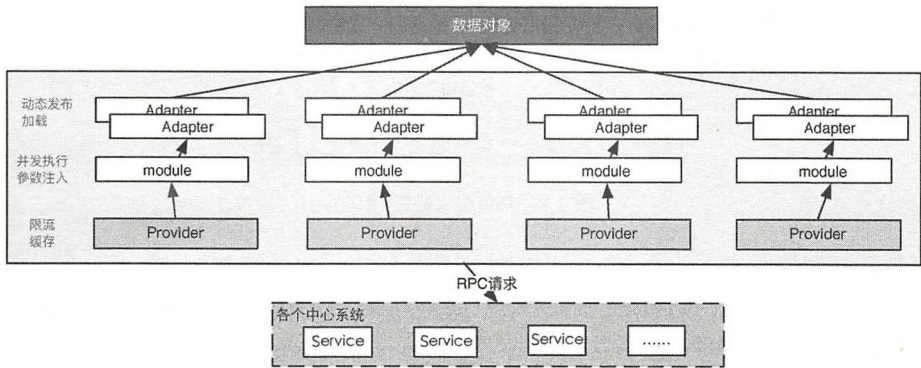 数据对象
动态发布
加载
Adapter
Adapter
Adapter
Adapter
Adapter
Adapter
Adapter
Adapter
并发执行
参数注入
module
module
module
module
限流
缓存
Provider
Provider
Provider
Provider
RPC请求
各个中心系统
Service
Service
Service
……